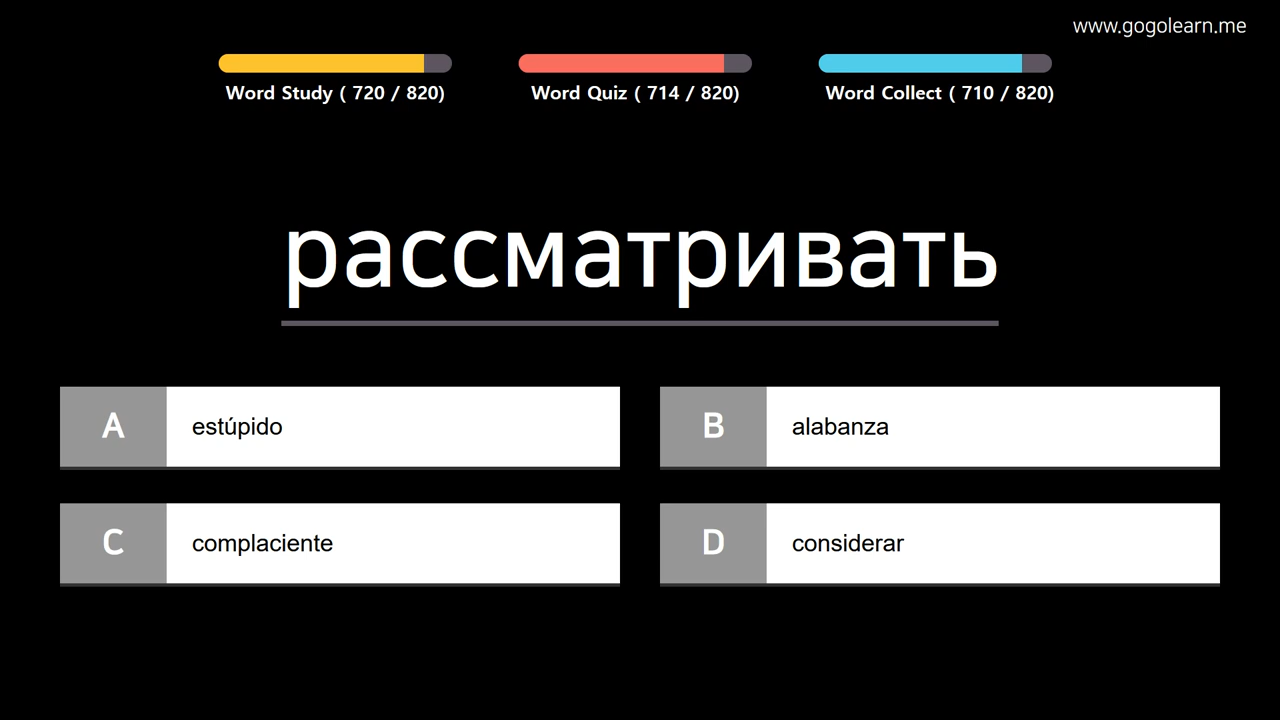 www.gogolearn.me
Word Study ( 720 / 820)
Word Quiz ( 714 / 820)
Word Collect ( 710 / 820)
рассматривать
A estúpido
B alabanza
C complaciente
D considerar